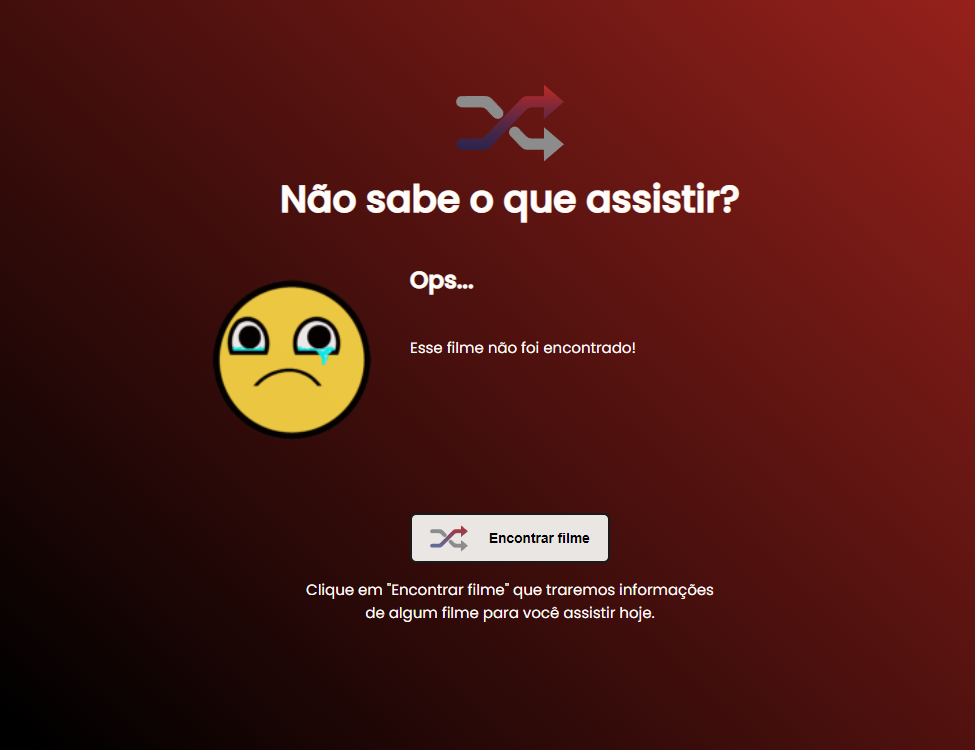 Não sabe o que assistir?
Ops...
Esse filme não foi encontrado!
Encontrar filme
Clique em "Encontrar filme" que traremos informações
de algum filme para você assistir hoje.